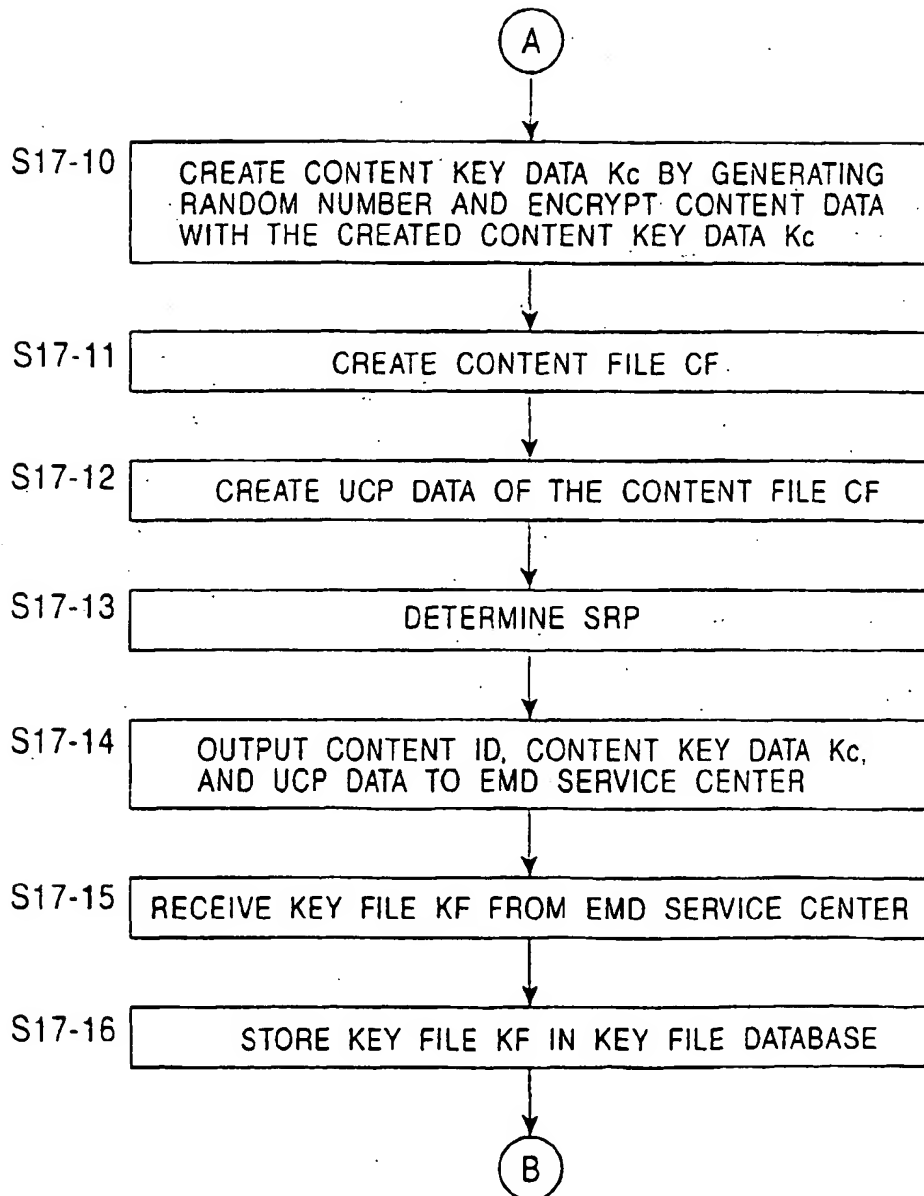 A
S17-10
CREATE CONTENT KEY DATA Kc BY GENERATING
RANDOM NUMBER AND ENCRYPT CONTENT DATA
WITH THE CREATED CONTENT KEY DATA Kc
S17-11
CREATE CONTENT FILE CF
S17-12
CREATE UCP DATA OF THE CONTENT FILE CF
S17-13
DETERMINE SRP
S17-14
OUTPUT CONTENT ID, CONTENT KEY DATA Kc,
AND UCP DATA TO EMD SERVICE CENTER
S17-15
RECEIVE KEY FILE KF FROM EMD SERVICE CENTER
S17-16
STORE KEY FILE KF IN KEY FILE DATABASE
B